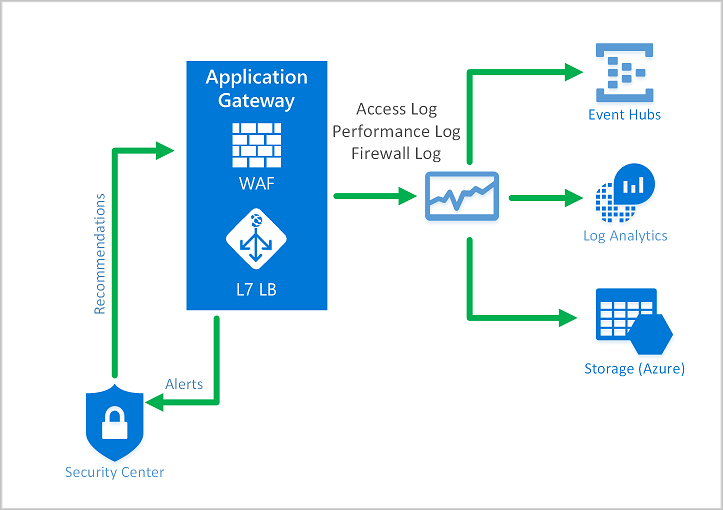 Application
Gateway
WAF
L7 LB
Access Log
Performance Log
Firewall Log
Event Hubs
Log Analytics
Storage (Azure)
Recommendations
Alerts
Security Center